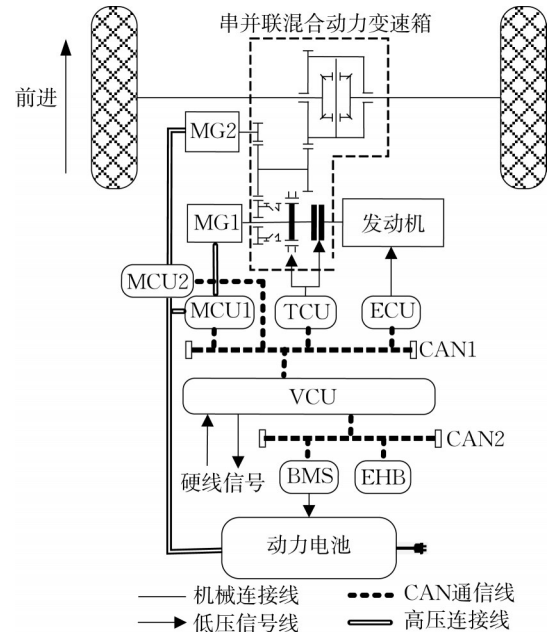 串并联混合动力变速箱
前进
MG2
MG1
发动机
MCU2
MCU1
TCU
ECU
CAN1
VCU
CAN2
硬线信号
BMS
EHB
动力电池
机械连接线
CAN通信线
低压信号线
高压连接线